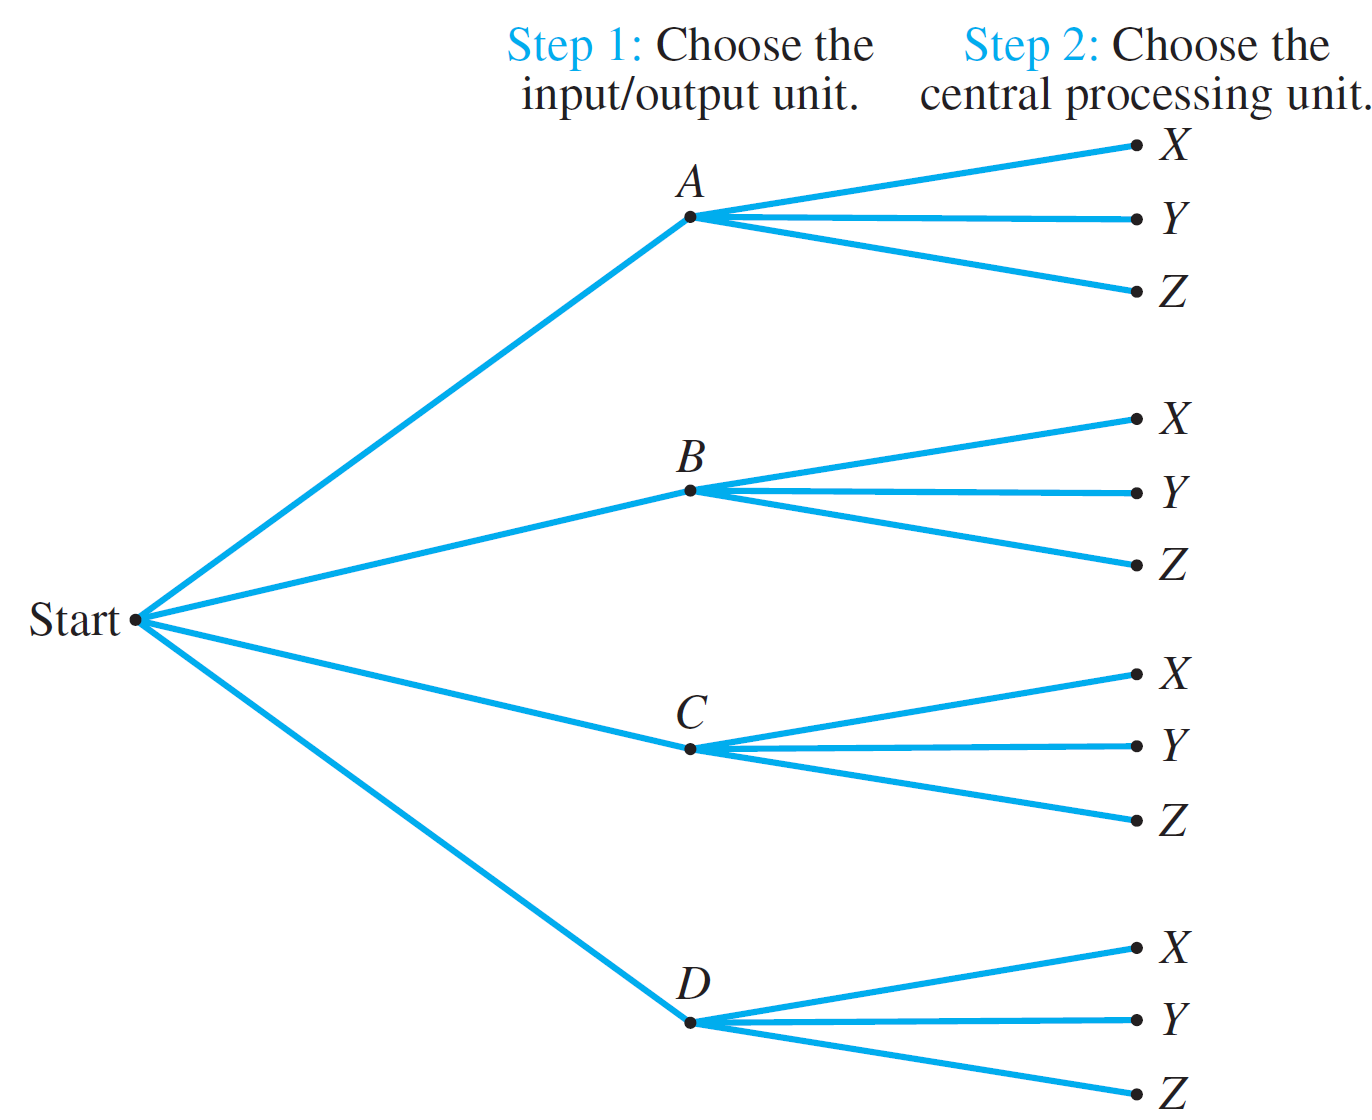 Step 1: Choose the
input/output unit.
Step 2: Choose the
central processing unit.
A
X
Y
Z
B
X
Y
Z
Start
C
X
Y
Z
D
X
Y
Z